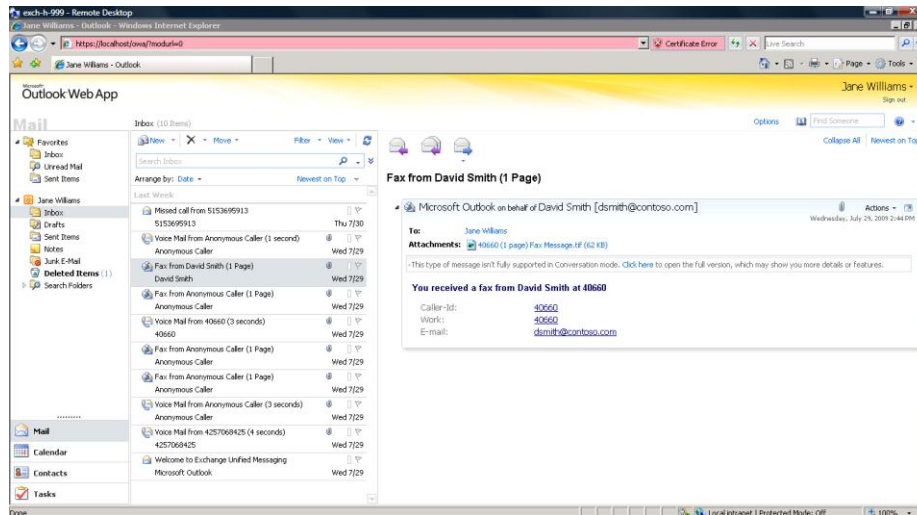 exch-h-999 - Remote Desktop
Jane Williams - Outlook - Windows Internet Explorer
https://localhost/owa/?modurl=0
Certificate Error
Live Search
Jane Williams - Outlook
Page
Tools
Microsoft
Outlook Web App
Jane Williams
Sign out
Mail
Inbox (10 Items)
Options
Find Someone
Favorites
Inbox
Unread Mail
Sent Items
Jane Williams
Inbox
Drafts
Sent Items
Notes
Junk E-Mail
Deleted Items (1)
Search Folders
Mail
Calendar
Contacts
Tasks
New
Move
Filter
View
Search Inbox
Arrange by: Date
Newest on Top
Last Week
Missed call from 5153695913
5153695913 Thu 7/30
Voice Mail from Anonymous Caller (1 second)
Anonymous Caller Wed 7/29
Fax from David Smith (1 Page)
David Smith Wed 7/29
Fax from Anonymous Caller (1 Page)
Anonymous Caller Wed 7/29
Voice Mail from 40660 (3 seconds)
40660 Wed 7/29
Fax from Anonymous Caller (1 Page)
Anonymous Caller Wed 7/29
Fax from Anonymous Caller (1 Page)
Anonymous Caller Wed 7/29
Voice Mail from Anonymous Caller (3 seconds)
Anonymous Caller Wed 7/29
Voice Mail from 4257068425 (4 seconds)
4257068425 Wed 7/29
Welcome to Exchange Unified Messaging
Microsoft Outlook Wed 7/29
Collapse All Newest on To
Fax from David Smith (1 Page)
Microsoft Outlook on behalf of David Smith [dsmith@contoso.com]
Actions
Wednesday, July 29, 2009 2:44 PM
To: Jane Williams
Attachments: 40660 (1 page) Fax Message.tif (62 KB)
-This type of message isn't fully supported in Conversation mode. Click here to open the full version, which may show you more details or features.
You received a fax from David Smith at 40660
Caller-Id: 40660
Work: 40660
E-mail: dsmith@contoso.com
Done
Local intranet | Protected Mode: Off
100%